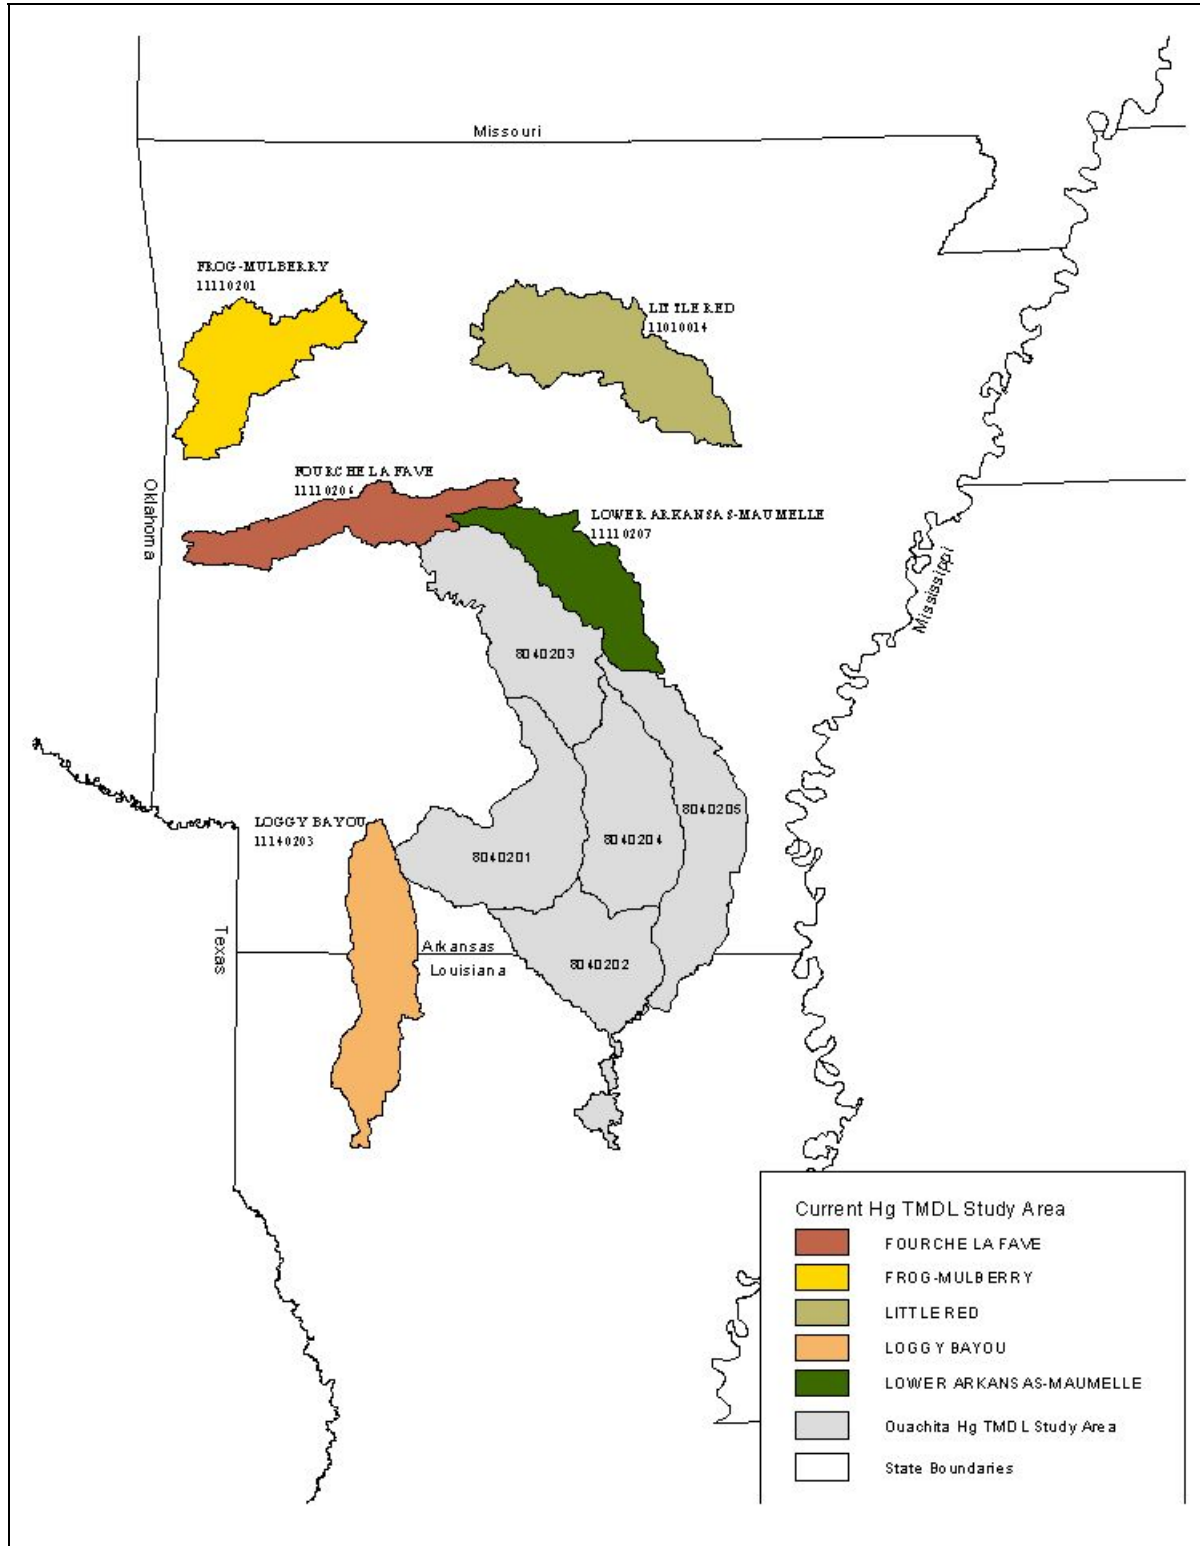 Missouri
FROG-MULBERRY
11110201
LITTLE RED
11010014
Oklahoma
FOURCHE LA FAVE
11110206
LOWER ARKANSAS-MAUMELLE
11110207
Mississippi
8040203
8040205
LOGGY BAYOU
11140203
8040204
8040201
Texas
Arkansas
Louisiana
8040202
Current Hg TMDL Study Area
FOURCHE LA FAVE
FROG-MULBERRY
LITTLE RED
LOGGY BAYOU
LOWER ARKANSAS-MAUMELLE
Ouachita Hg TMDL Study Area
State Boundaries